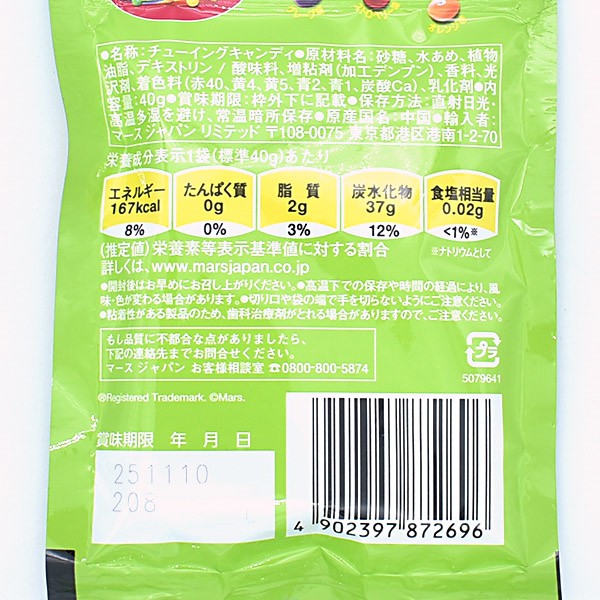 オレンジ味
●名称:チューイングキャンディ●原材料名:砂糖、水あめ、植物
油脂、デキストリン/酸味料、増粘剤(加工デンプン)、香料、光
沢剤、着色料(赤40、黄4、黄5、青2、青1、炭酸Ca)、乳化剤●内
容量:40g●賞味期限:枠外下に記載●保存方法:直射日光・
高温多湿を避け、常温暗所保存●原産国名:中国●輸入者:
マース ジャパン リミテッド 〒108-0075 東京都港区港南1-2-70
栄養成分表示1袋(標準40g)あたり
エネルギー たんぱく質 脂質 炭水化物 食塩相当量
167kcal 0g 2g 37g 0.02g
8% 0% 3% 12% <1%※
(推定値) 栄養素等表示基準値に対する割合 ※ナトリウムとして
詳しくは、www.marsjapan.co.jp
●開封後はお早めにお召し上がりください。●高温下での保存や時間の経過により、風
味・色が変わる場合があります。●切り口や袋の端で手を切らないようにご注意ください。
●粘着性がある製品のため、歯科治療剤がとれる場合がありますので、ご注意ください。
もし品質に不都合な点がありましたら、
下記の連絡先までお問合せください。
マース ジャパン お客様相談室 ☎0800-800-5874
プラ
5079641
®Registered Trademark. ©Mars.
賞味期限 年 月 日
251110
208
4 902397 872696